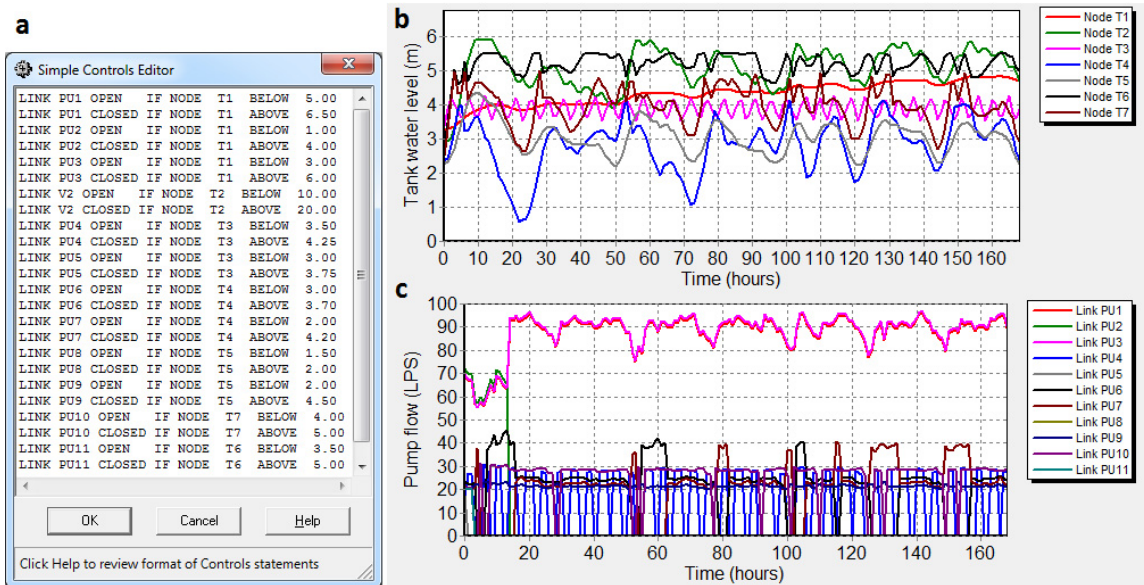 a
Simple Controls Editor
LINK PU1 OPEN IF NODE T1 BELOW 5.00
LINK PU1 CLOSED IF NODE T1 ABOVE 6.50
LINK PU2 OPEN IF NODE T1 BELOW 1.00
LINK PU2 CLOSED IF NODE T1 ABOVE 4.00
LINK PU3 OPEN IF NODE T1 BELOW 3.00
LINK PU3 CLOSED IF NODE T1 ABOVE 6.00
LINK V2 OPEN IF NODE T2 BELOW 10.00
LINK V2 CLOSED IF NODE T2 ABOVE 20.00
LINK PU4 OPEN IF NODE T3 BELOW 3.50
LINK PU4 CLOSED IF NODE T3 ABOVE 4.25
LINK PU5 OPEN IF NODE T3 BELOW 3.00
LINK PU5 CLOSED IF NODE T3 ABOVE 3.75
LINK PU6 OPEN IF NODE T4 BELOW 3.00
LINK PU6 CLOSED IF NODE T4 ABOVE 3.70
LINK PU7 OPEN IF NODE T4 BELOW 2.00
LINK PU7 CLOSED IF NODE T4 ABOVE 4.20
LINK PU8 OPEN IF NODE T5 BELOW 1.50
LINK PU8 CLOSED IF NODE T5 ABOVE 2.00
LINK PU9 OPEN IF NODE T5 BELOW 2.00
LINK PU9 CLOSED IF NODE T5 ABOVE 4.50
LINK PU10 OPEN IF NODE T7 BELOW 4.00
LINK PU10 CLOSED IF NODE T7 ABOVE 5.00
LINK PU11 OPEN IF NODE T6 BELOW 3.50
LINK PU11 CLOSED IF NODE T6 ABOVE 5.00
OK Cancel Help
Click Help to review format of Controls statements
b
Tank water level (m)
6
5
4
3
2
1
0
0 10 20 30 40 50 60 70 80 90 100 110 120 130 140 150 160
Time (hours)
Node T1
Node T2
Node T3
Node T4
Node T5
Node T6
Node T7
c
Pump flow (LPS)
100
90
80
70
60
50
40
30
20
10
0
0 20 40 60 80 100 120 140 160
Time (hours)
Link PU1
Link PU2
Link PU3
Link PU4
Link PU5
Link PU6
Link PU7
Link PU8
Link PU9
Link PU10
Link PU11